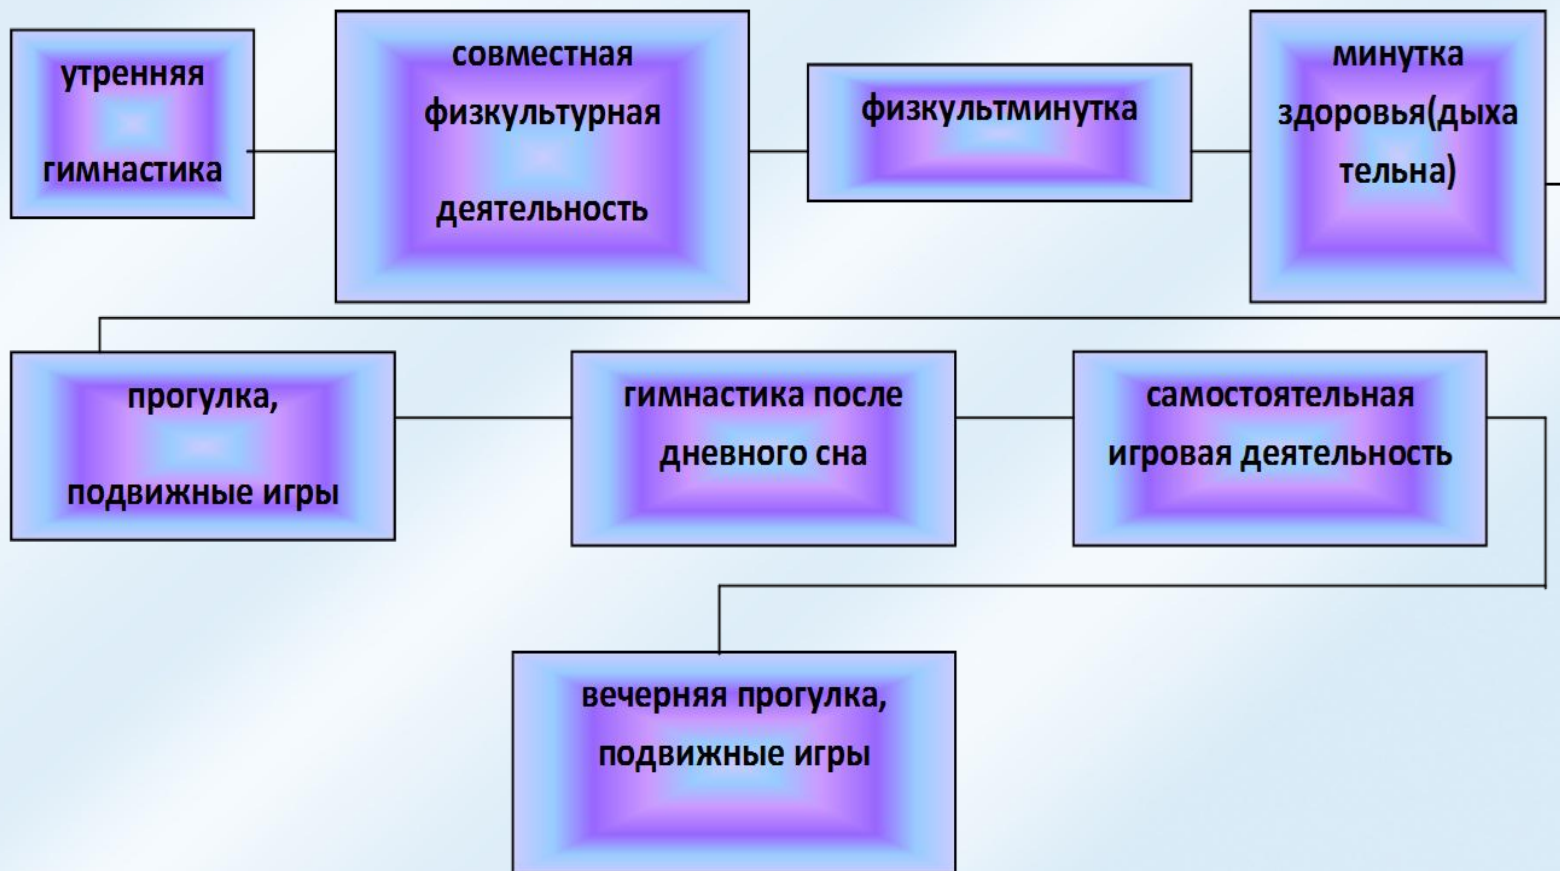 утренняя
гимнастика
совместная
физкультурная
деятельность
физкультминутка
минутка
здоровья(дыха
тельна)
прогулка,
подвижные игры
гимнастика после
дневного сна
самостоятельная
игровая деятельность
вечерняя прогулка,
подвижные игры